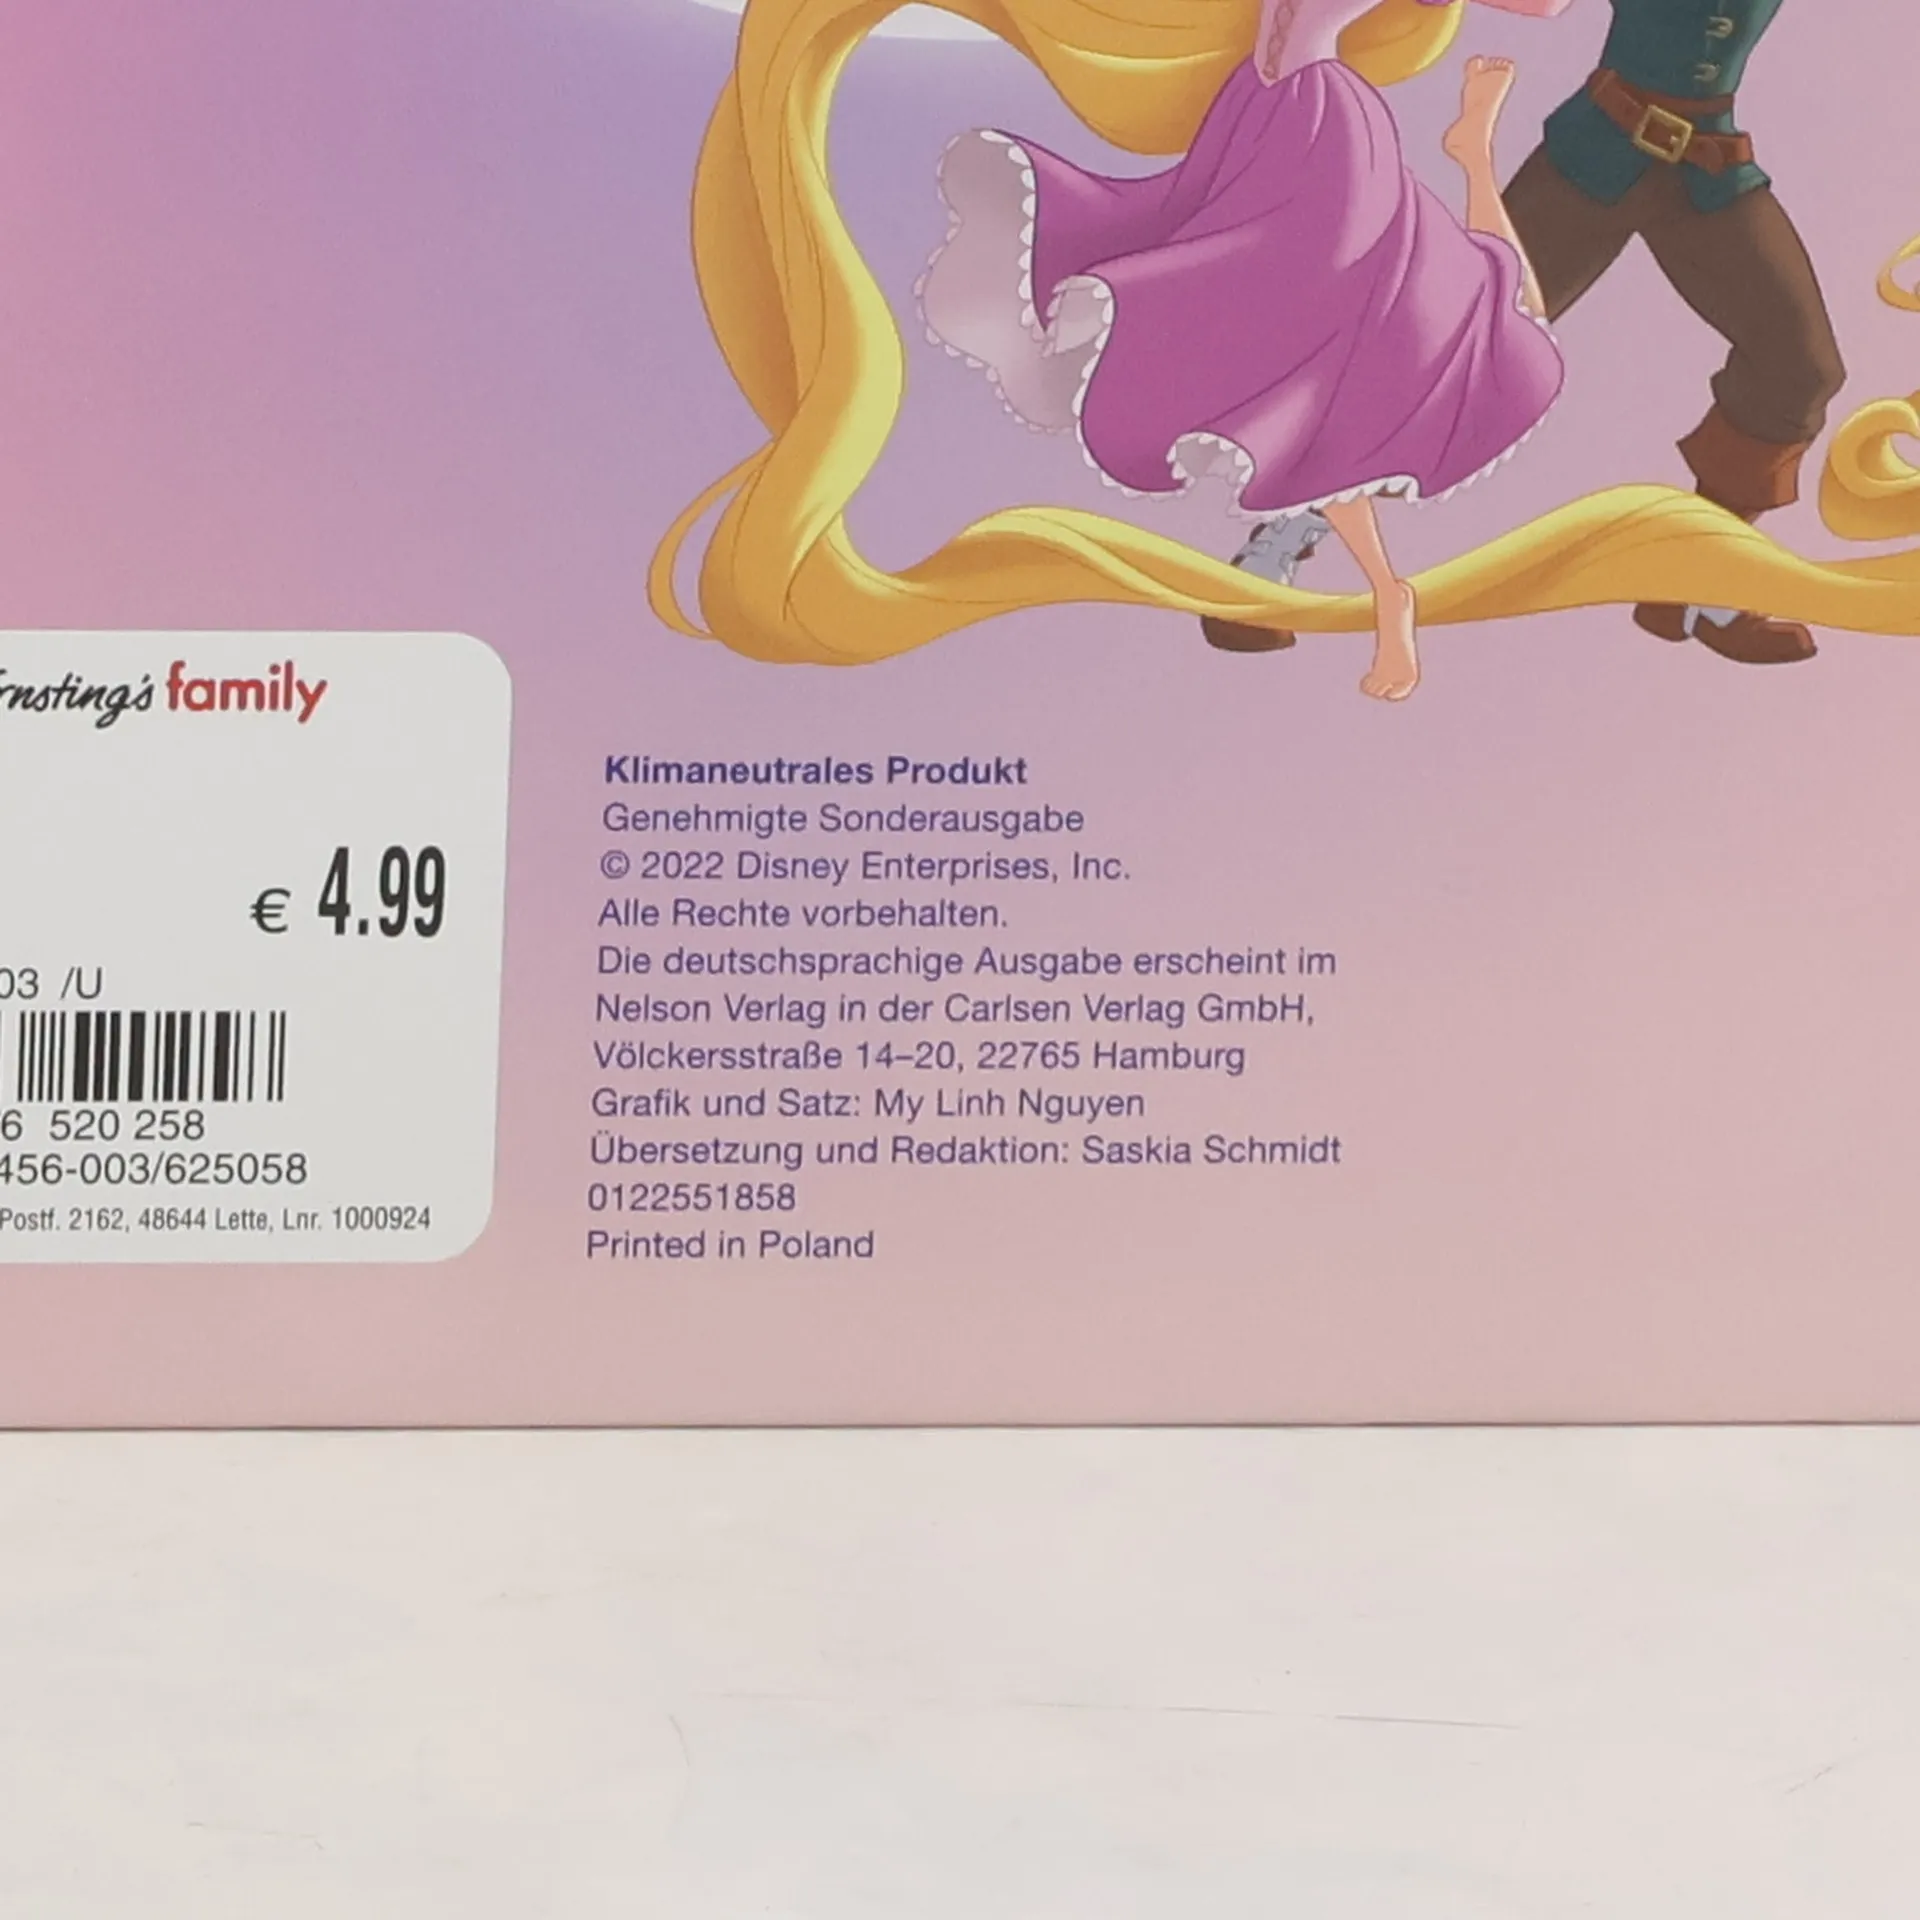 family
€ 4.99
03 /U
6 520 258
456-003/625058
Postf. 2162, 48644 Lette, Lnr. 1000924
Klimaneutrales Produkt
Genehmigte Sonderausgabe
© 2022 Disney Enterprises, Inc.
Alle Rechte vorbehalten.
Die deutschsprachige Ausgabe erscheint im
Nelson Verlag in der Carlsen Verlag GmbH,
Völckersstraße 14–20, 22765 Hamburg
Grafik und Satz: My Linh Nguyen
Übersetzung und Redaktion: Saskia Schmidt
0122551858
Printed in Poland